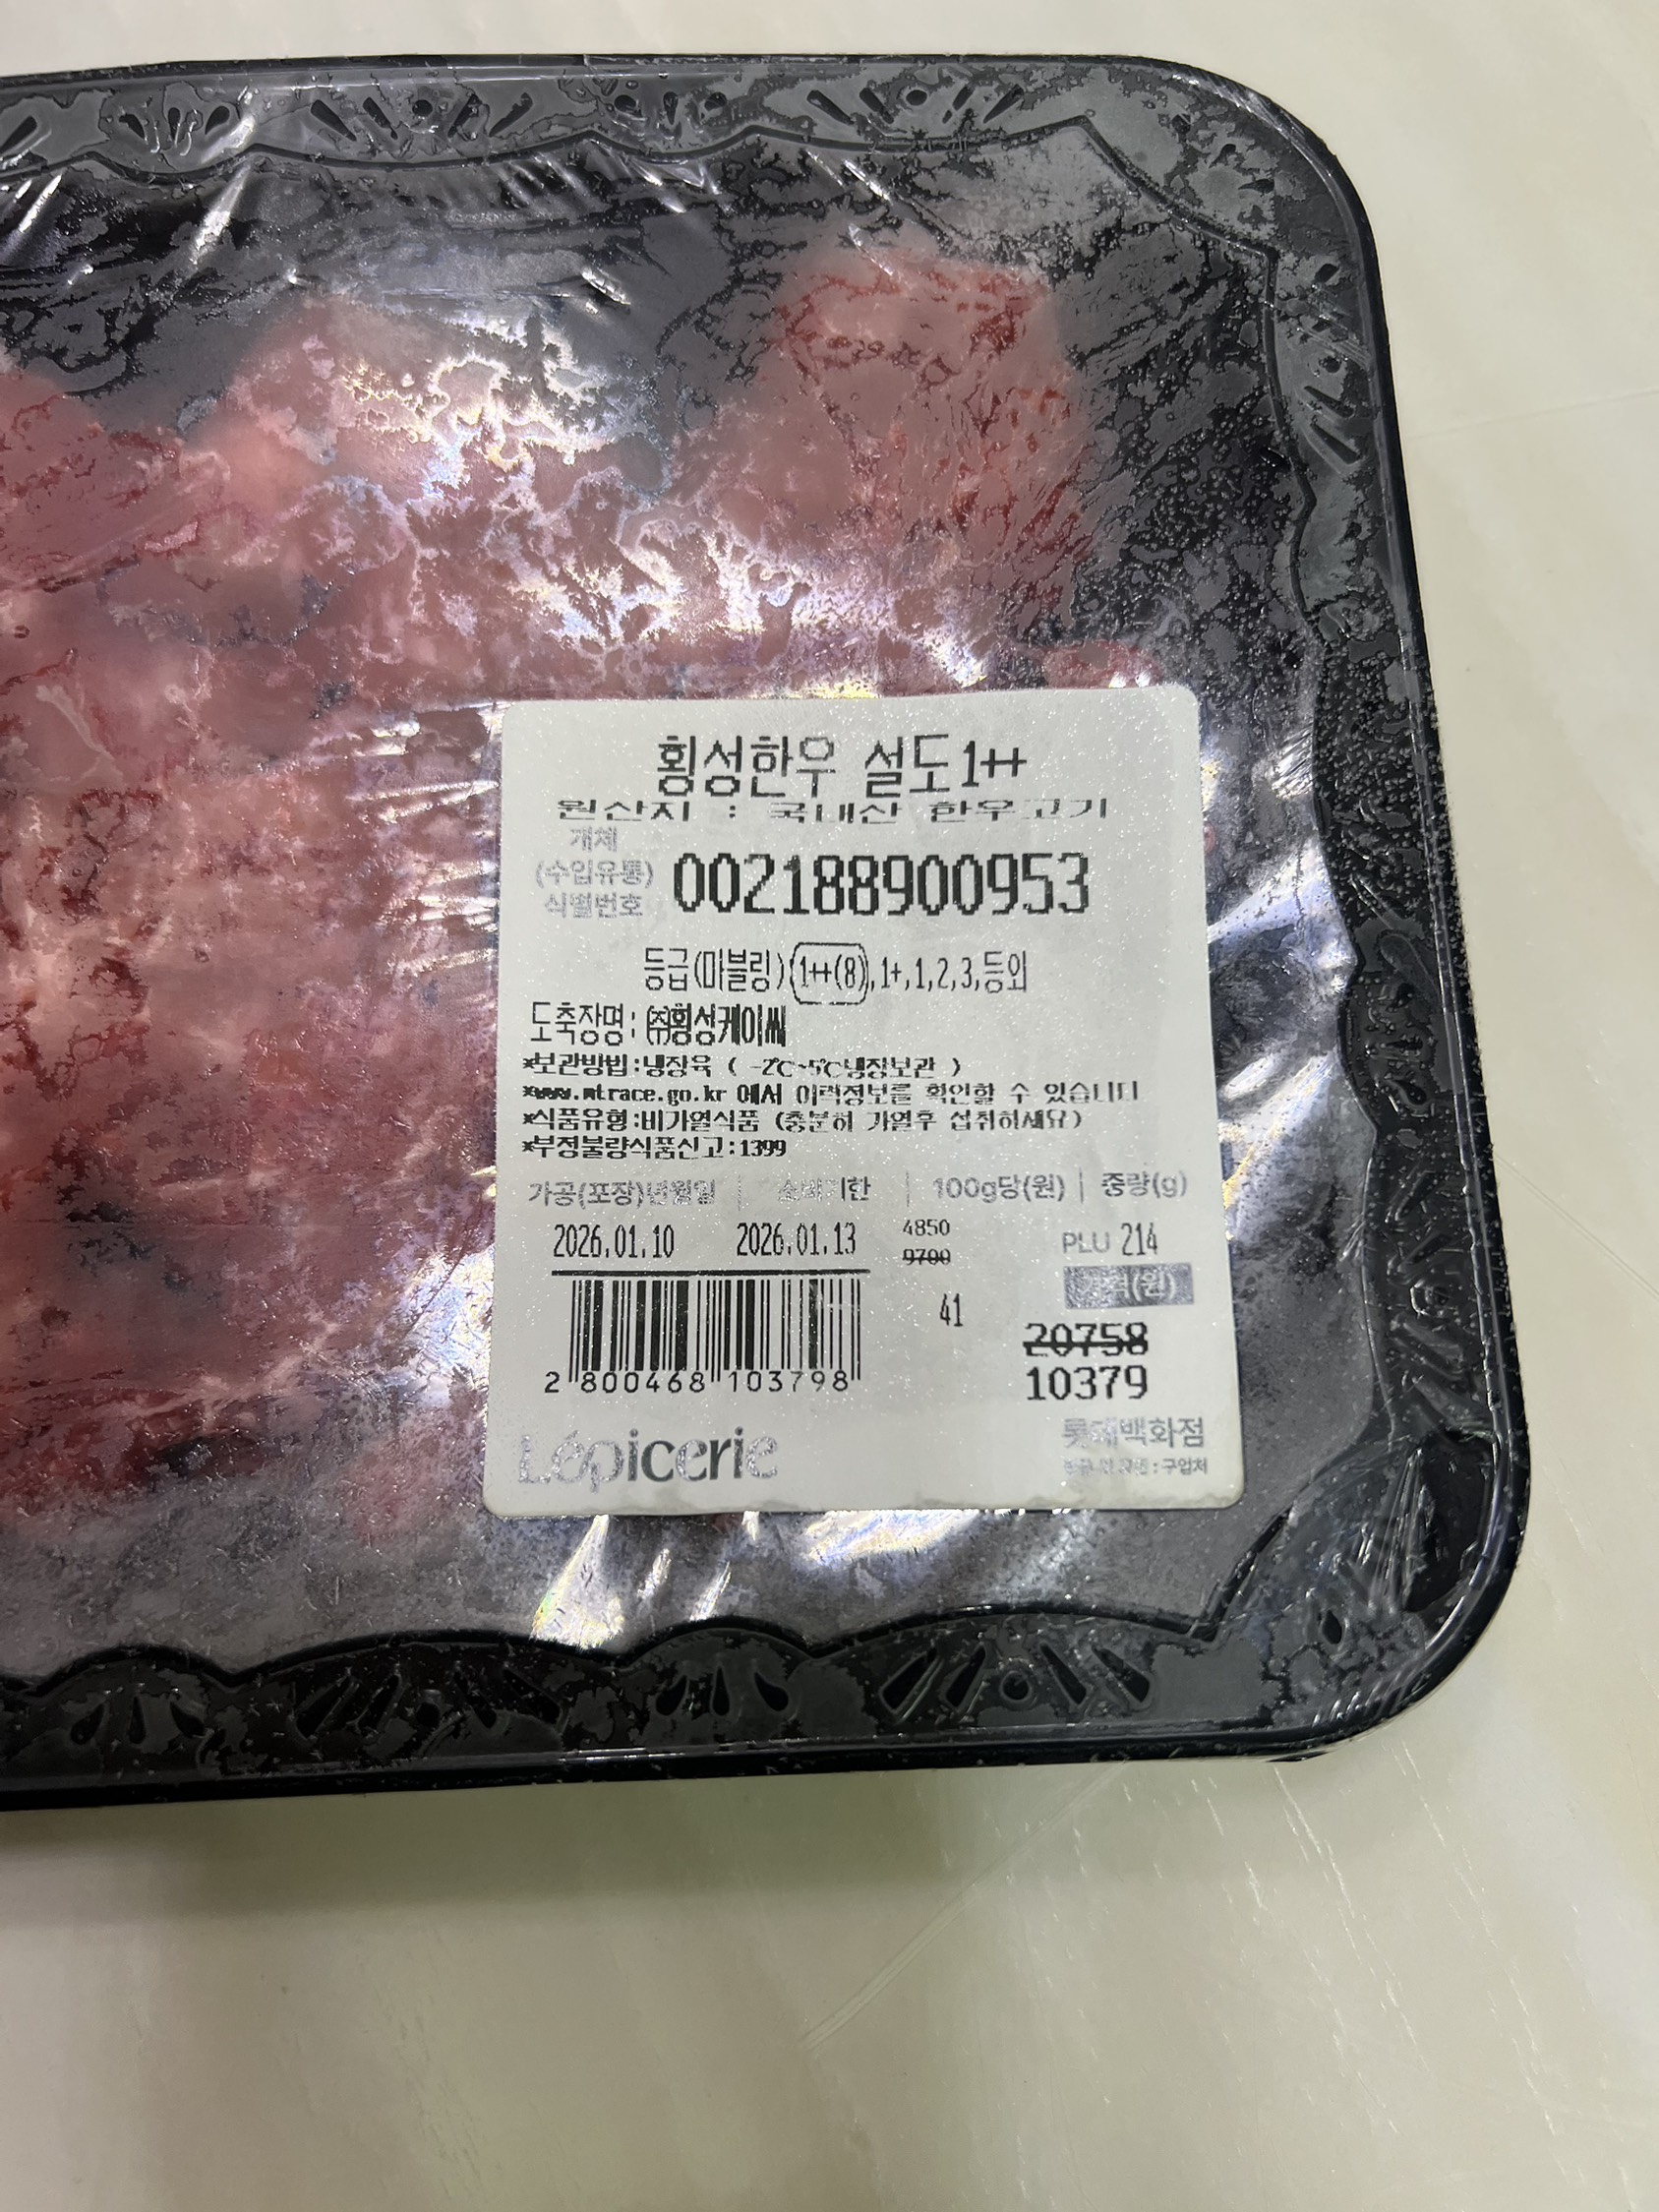 횡성한우 설도1++
원산지 : 국내산 한우고기
개체
(수입유통)
식별번호
002188900953
등급(마블링)1++(8),1+,1,2,3,등외
도축장명:㈜횡성케이씨
*보관방법:냉장육 ( -2℃~5℃냉장보관 )
*www.mtrace.go.kr 에서 이력정보를 확인할 수 있습니다
*식품유형:비가열식품 (충분히 가열후 섭취하세요)
*부정불량식품신고:1399
가공(포장)년월일 | 소비기한 | 100g당(원) | 중량(g)
2026.01.10 2026.01.13 4850 PLU 214
9700
가격(원)
41
20758
10379
2 800468 103798
Lépicerie
롯데백화점
: 구입처